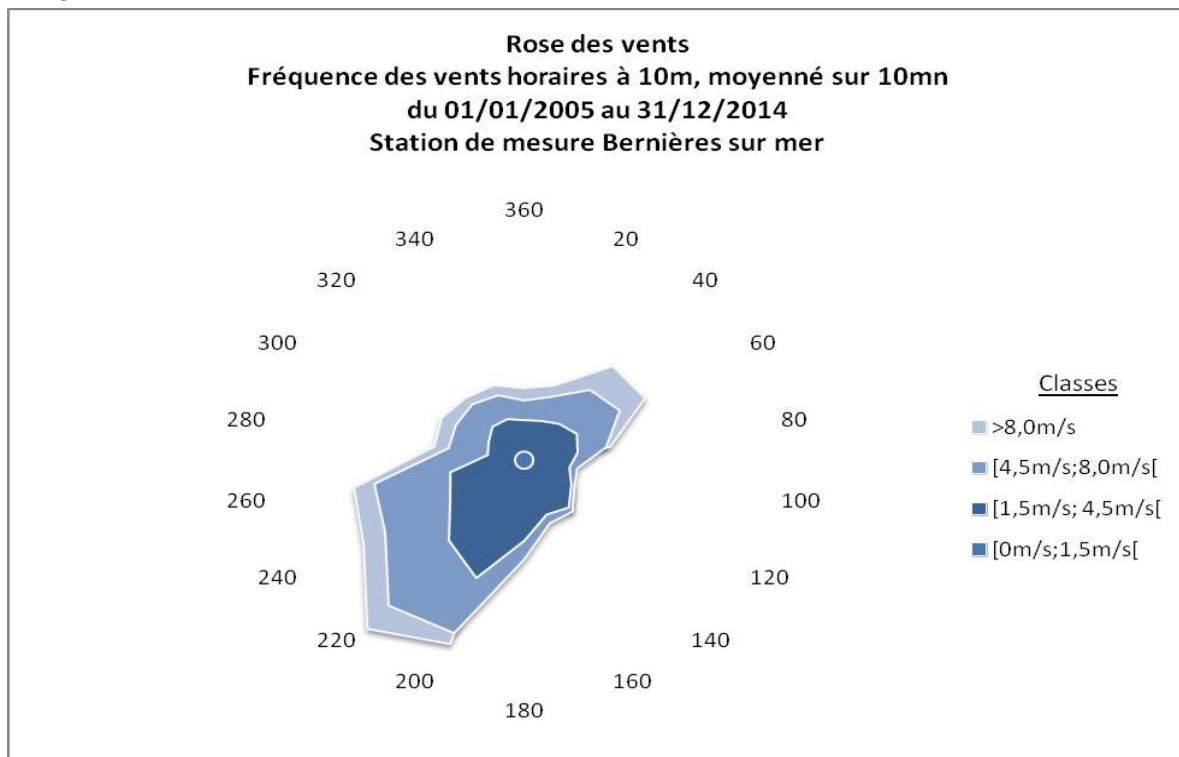 Rose des vents
Fréquence des vents horaires à 10m, moyenné sur 10mn
du 01/01/2005 au 31/12/2014
Station de mesure Bernières sur mer
360
340
20
320
40
300
60
280
80
260
100
240
120
220
140
200
160
180
Classes
>8,0m/s
[4,5m/s;8,0m/s[
[1,5m/s; 4,5m/s[
[0m/s;1,5m/s[